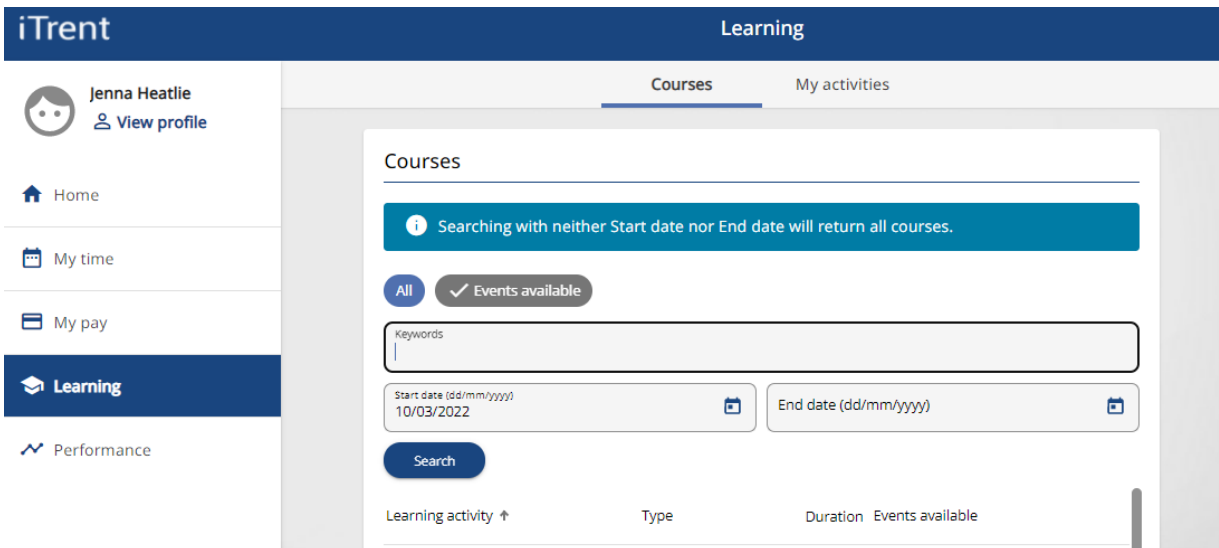 iTrent
Learning
Jenna Heatlie
View profile
Home
My time
My pay
Learning
Performance
Courses My activities
Courses
Searching with neither Start date nor End date will return all courses.
All Events available
Keywords
Start date (dd/mm/yyyy)
10/03/2022
End date (dd/mm/yyyy)
Search
Learning activity Type Duration Events available